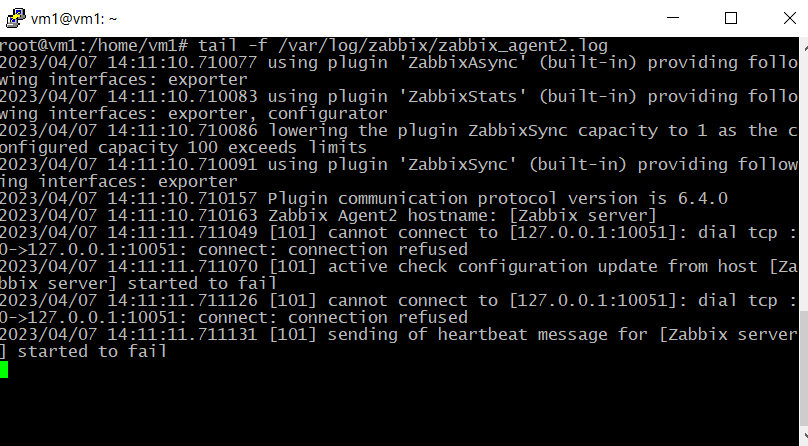 vm1@vm1: ~
root@vm1:/home/vm1# tail -f /var/log/zabbix/zabbix_agent2.log
2023/04/07 14:11:10.710077 using plugin 'ZabbixAsync' (built-in) providing follo
wing interfaces: exporter
2023/04/07 14:11:10.710083 using plugin 'ZabbixStats' (built-in) providing follo
wing interfaces: exporter, configurator
2023/04/07 14:11:10.710086 lowering the plugin ZabbixSync capacity to 1 as the c
onfigured capacity 100 exceeds limits
2023/04/07 14:11:10.710091 using plugin 'ZabbixSync' (built-in) providing follow
ing interfaces: exporter
2023/04/07 14:11:10.710157 Plugin communication protocol version is 6.4.0
2023/04/07 14:11:10.710163 Zabbix Agent2 hostname: [Zabbix server]
2023/04/07 14:11:11.711049 [101] cannot connect to [127.0.0.1:10051]: dial tcp :
0->127.0.0.1:10051: connect: connection refused
2023/04/07 14:11:11.711070 [101] active check configuration update from host [Za
bbix server] started to fail
2023/04/07 14:11:11.711126 [101] cannot connect to [127.0.0.1:10051]: dial tcp :
0->127.0.0.1:10051: connect: connection refused
2023/04/07 14:11:11.711131 [101] sending of heartbeat message for [Zabbix server
] started to fail